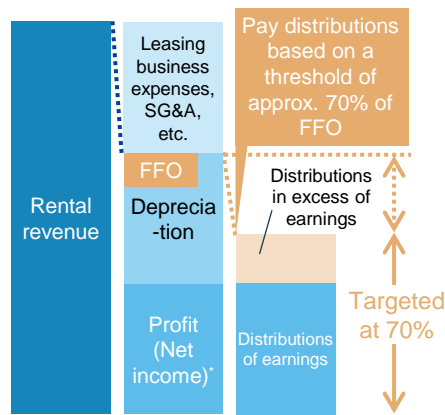 Rental
revenue
Leasing
business
expenses,
SG&A,
etc.
FFO
Deprecia
-tion
Profit
(Net
income)*
Pay distributions
based on a
threshold of
approx. 70% of
FFO
Distributions
in excess of
earnings
Distributions
of earnings
Targeted
at 70%